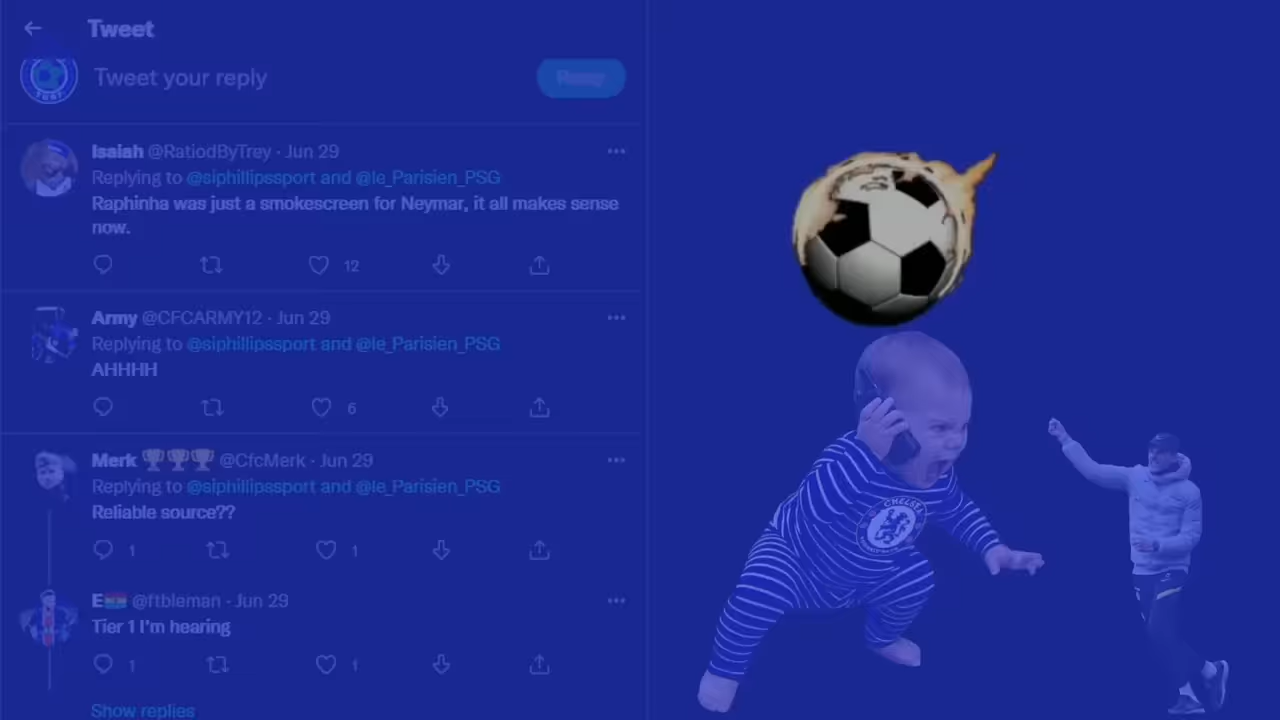 Tweet
Tweet your reply
Reply
Isaiah @RatiodByTrey · Jun 29
Replying to @siphillipssport and @le_Parisien_PSG
Raphinha was just a smokescreen for Neymar, it all makes sense
now.
12
Army @CFCARMY12 · Jun 29
Replying to @siphillipssport and @le_Parisien_PSG
AHHHH
6
Merk 🏆🏆🏆 @CfcMerk · Jun 29
Replying to @siphillipssport and @le_Parisien_PSG
Reliable source??
1 1
E @ftbleman · Jun 29
Tier 1 I'm hearing
1 1
Show replies
CHELSEA